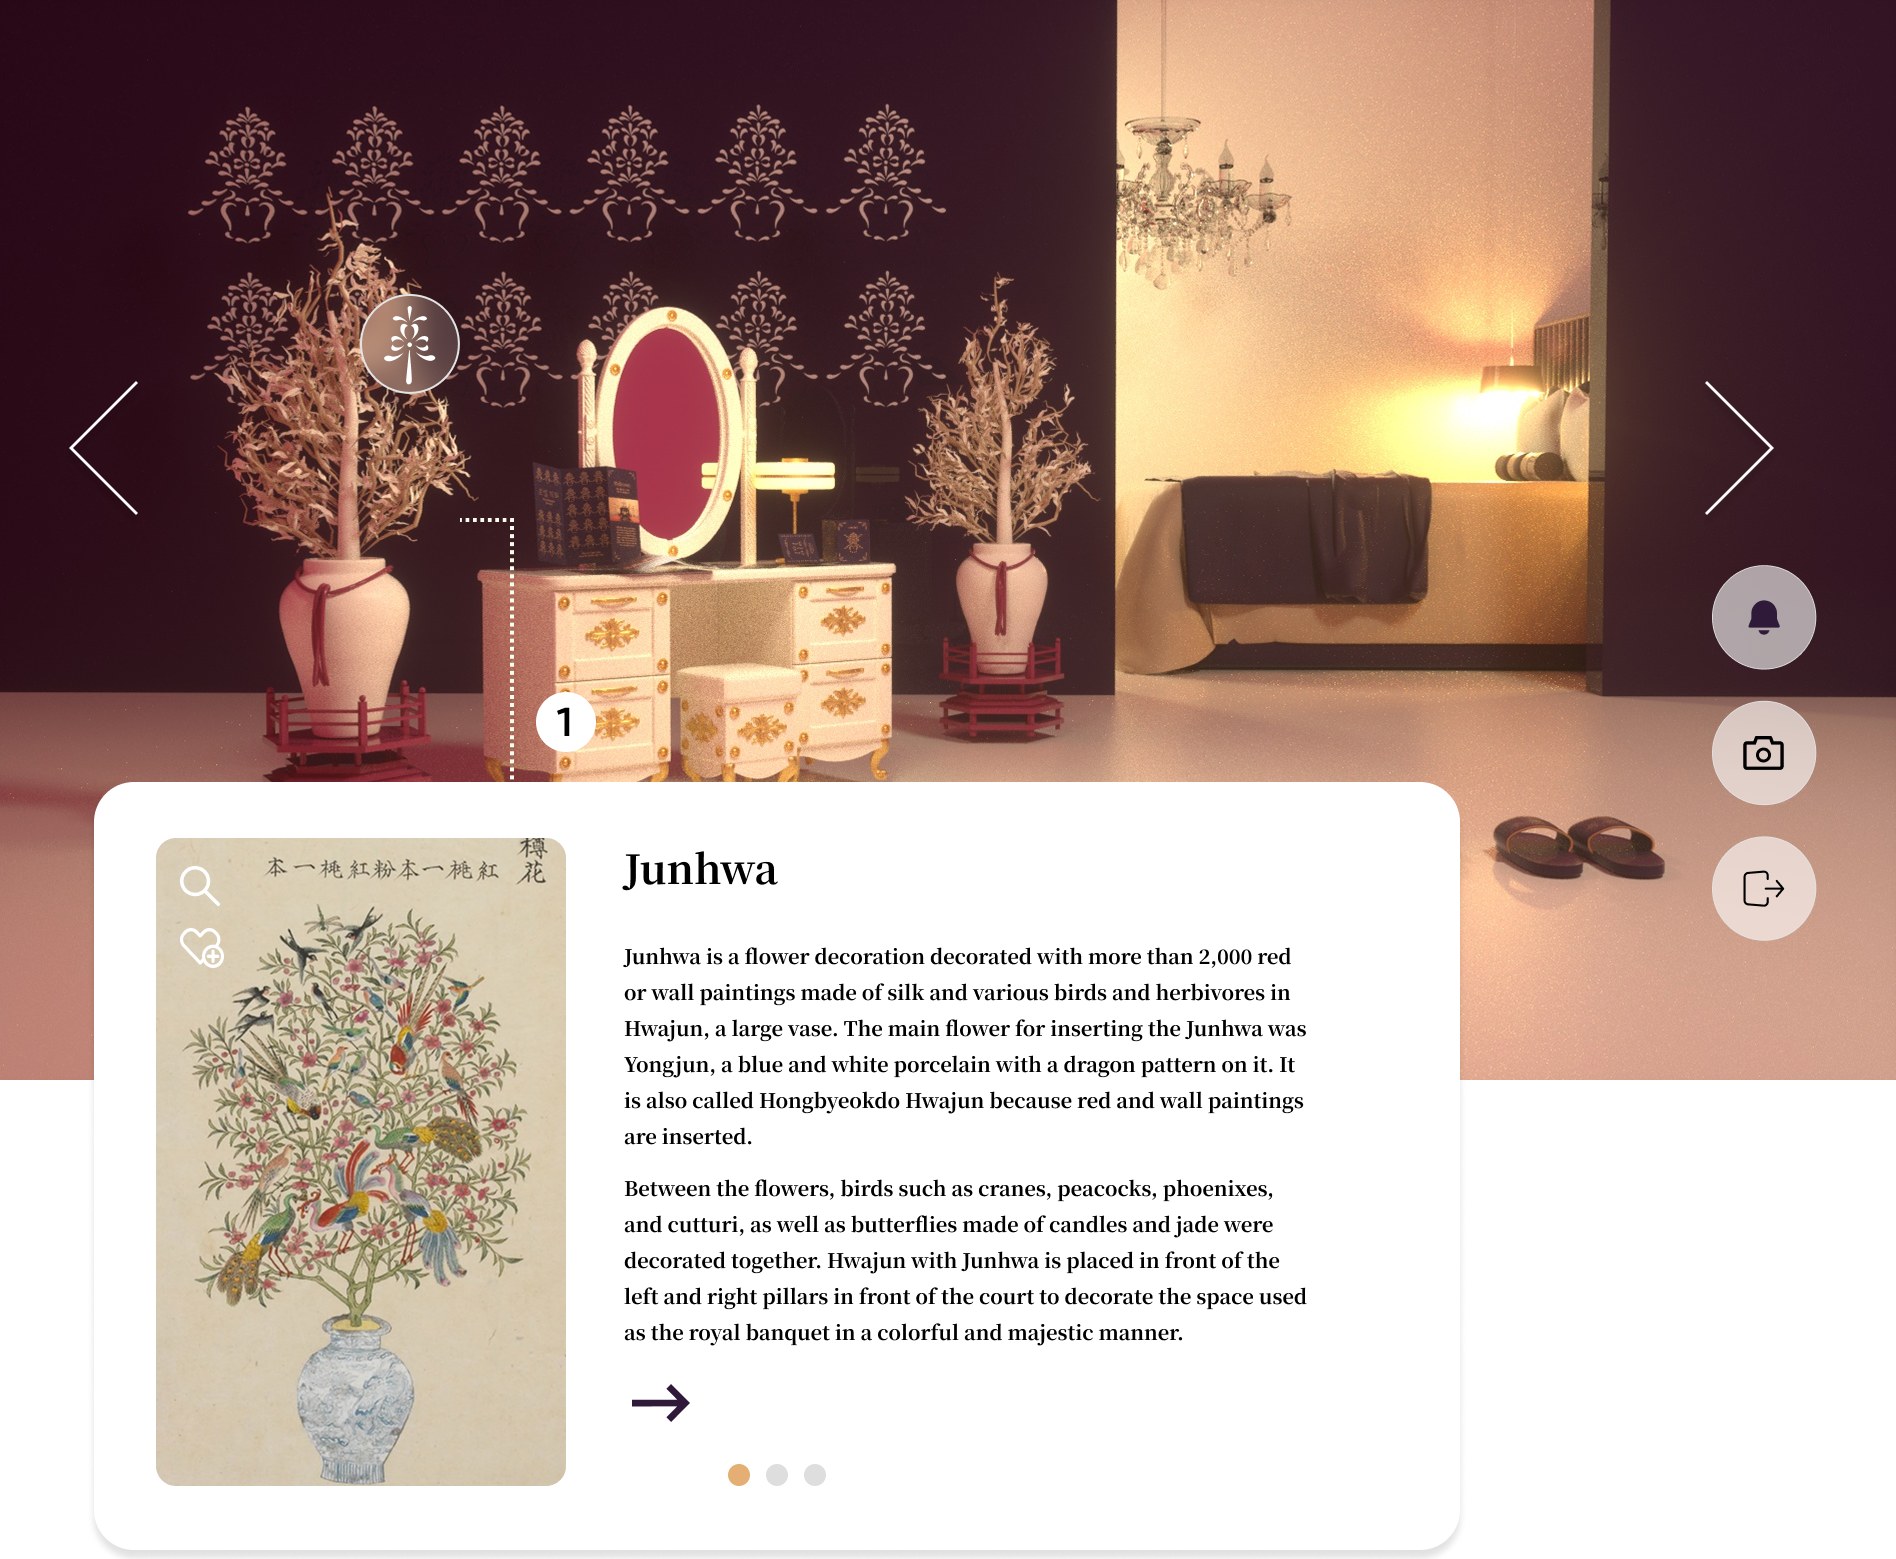 1
樽
花
本一桃紅粉本一桃紅
Junhwa
Junhwa is a flower decoration decorated with more than 2,000 red
or wall paintings made of silk and various birds and herbivores in
Hwajun, a large vase. The main flower for inserting the Junhwa was
Yongjun, a blue and white porcelain with a dragon pattern on it. It
is also called Hongbyeokdo Hwajun because red and wall paintings
are inserted.
Between the flowers, birds such as cranes, peacocks, phoenixes,
and cutturi, as well as butterflies made of candles and jade were
decorated together. Hwajun with Junhwa is placed in front of the
left and right pillars in front of the court to decorate the space used
as the royal banquet in a colorful and majestic manner.